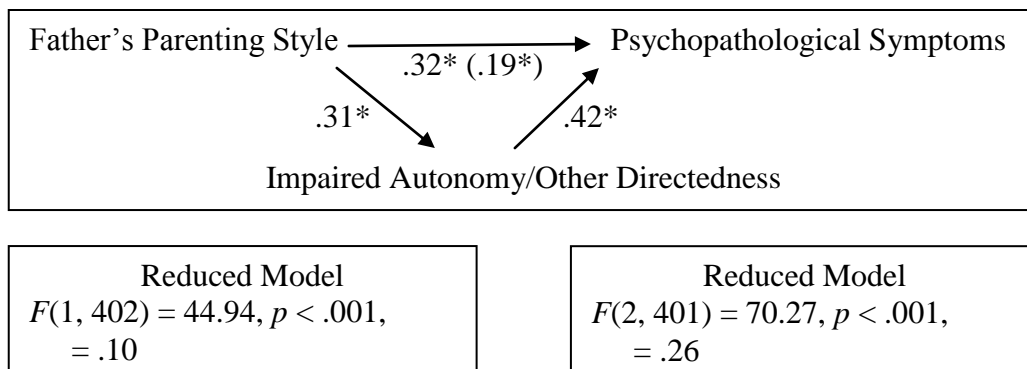 Father’s Parenting Style
Psychopathological Symptoms
.32* (.19*)
.31*
.42*
Impaired Autonomy/Other Directedness
Reduced Model
F(1, 402) = 44.94, p < .001,
= .10
Reduced Model
F(2, 401) = 70.27, p < .001,
= .26